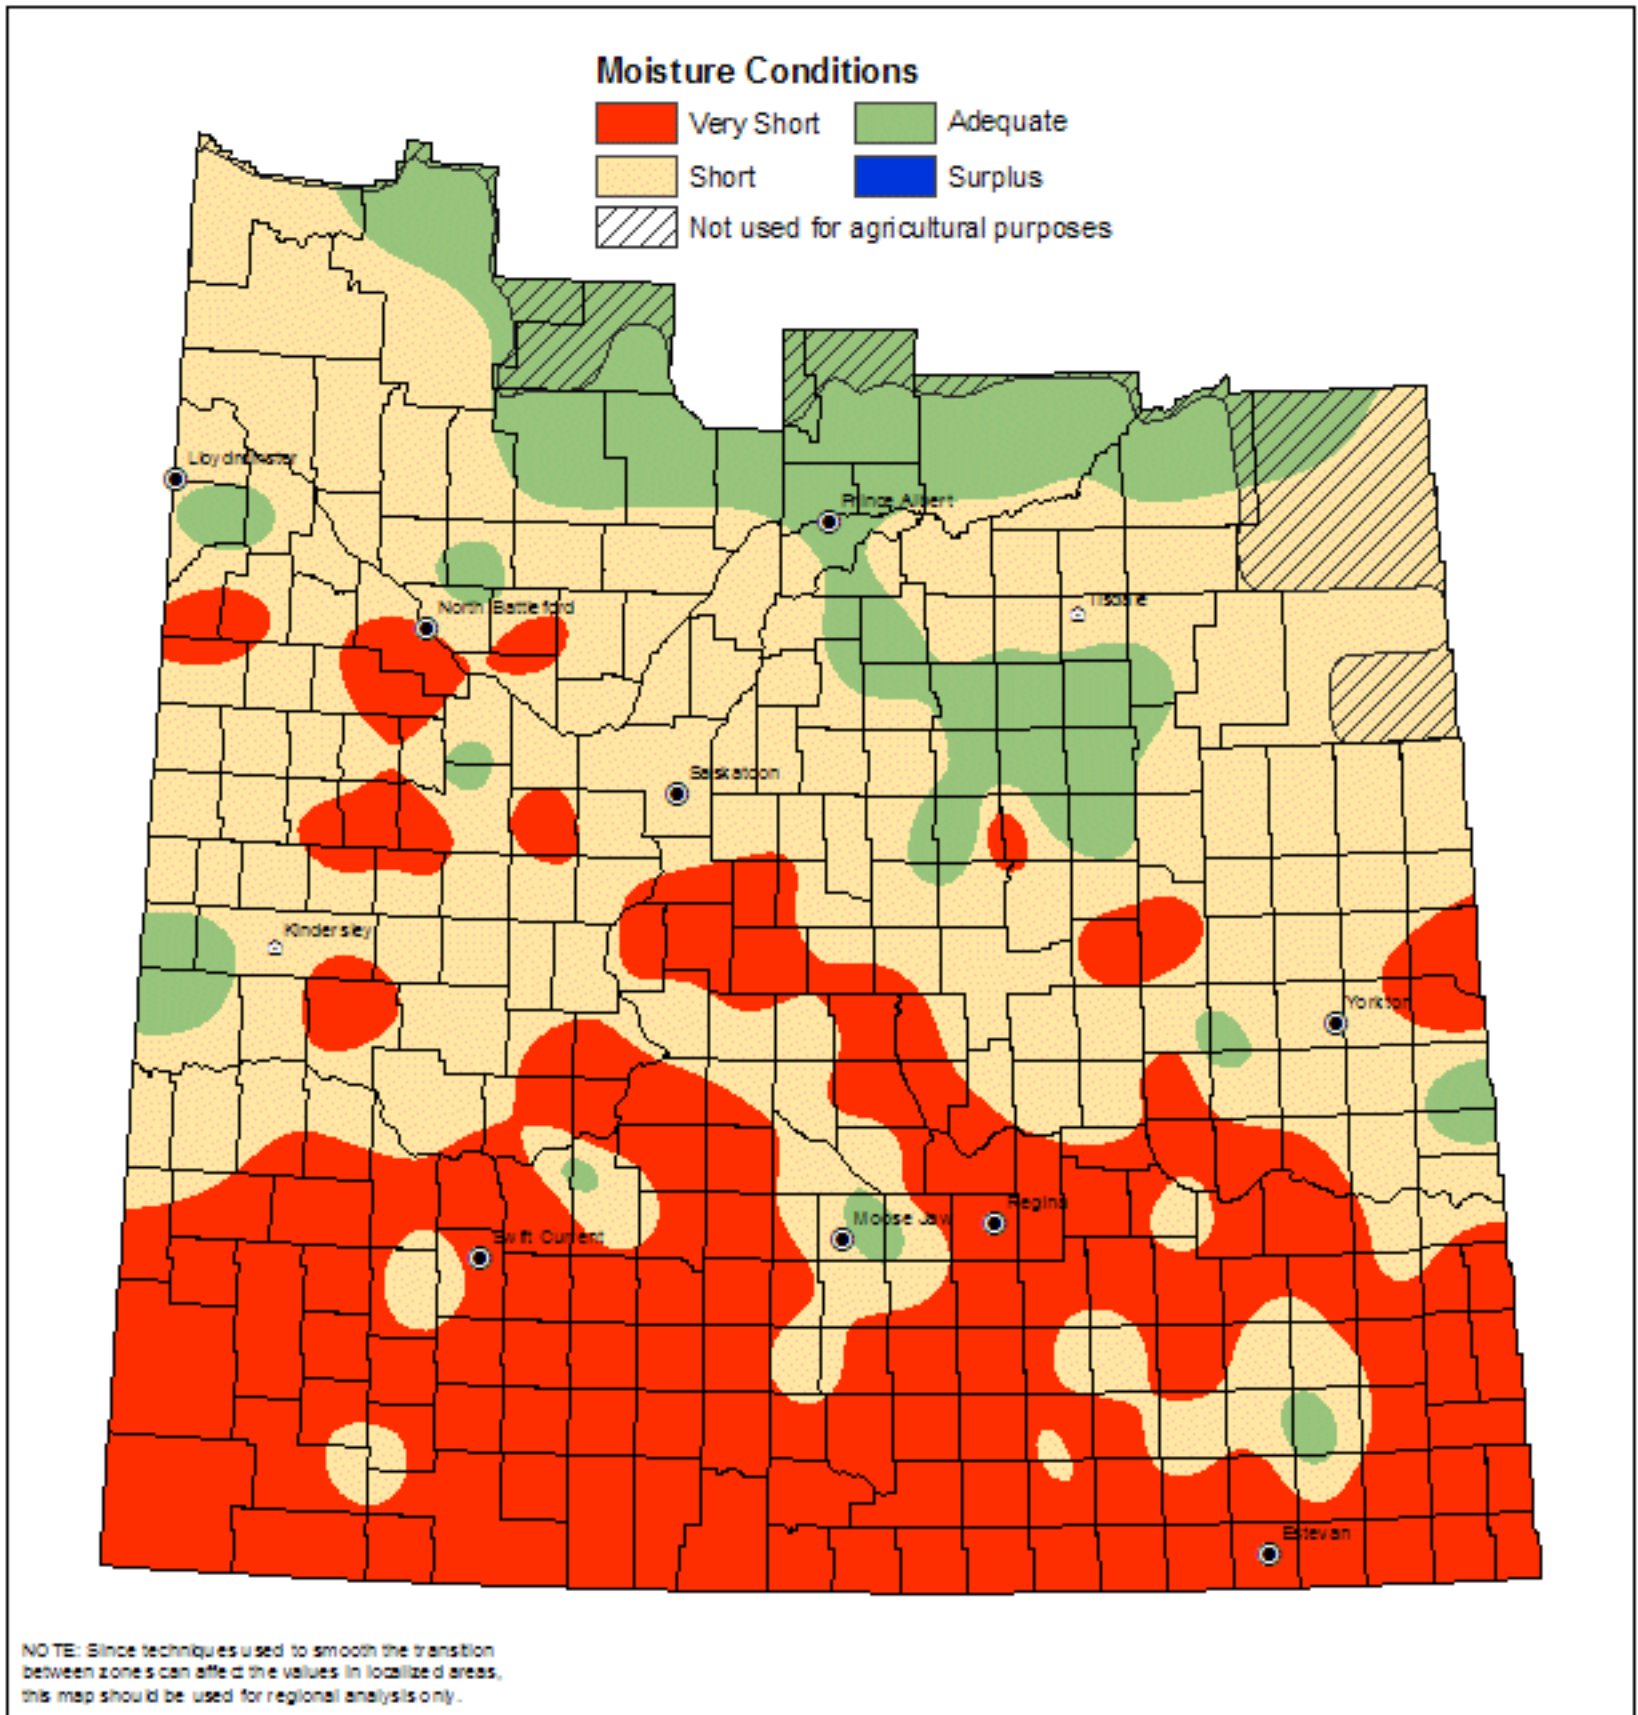 Moisture Conditions
Very Short
Adequate
Short
Surplus
Not used for agricultural purposes
Lloydminster
Prince Albert
North Battleford
Tisdale
Saskatoon
Kindersley
Yorkton
Regina
Moose Jaw
Swift Current
Estevan
NOTE: Since techniques used to smooth the transition
between zones can affect the values in localized areas,
this map should be used for regional analysis only.